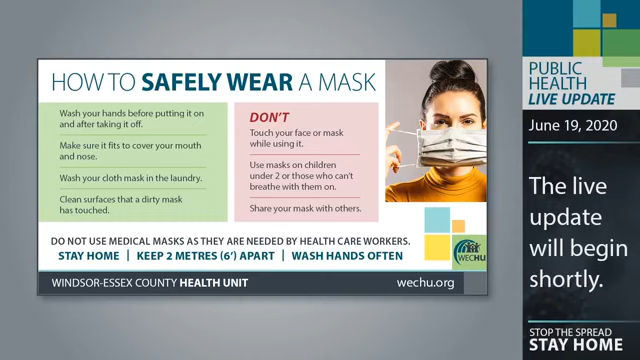 HOW TO SAFELY WEAR A MASK
Wash your hands before putting it on
and after taking it off.
Make sure it fits to cover your mouth
and nose.
Wash your cloth mask in the laundry.
Clean surfaces that a dirty mask
has touched.
DON'T
Touch your face or mask
while using it.
Use masks on children
under 2 or those who can't
breathe with them on.
Share your mask with others.
DO NOT USE MEDICAL MASKS AS THEY ARE NEEDED BY HEALTH CARE WORKERS.
STAY HOME | KEEP 2 METRES (6') APART | WASH HANDS OFTEN
WECHU
WINDSOR-ESSEX COUNTY HEALTH UNIT
wechu.org
PUBLIC
HEALTH
LIVE UPDATE
June 19, 2020
The live
update
will begin
shortly.
STOP THE SPREAD
STAY HOME